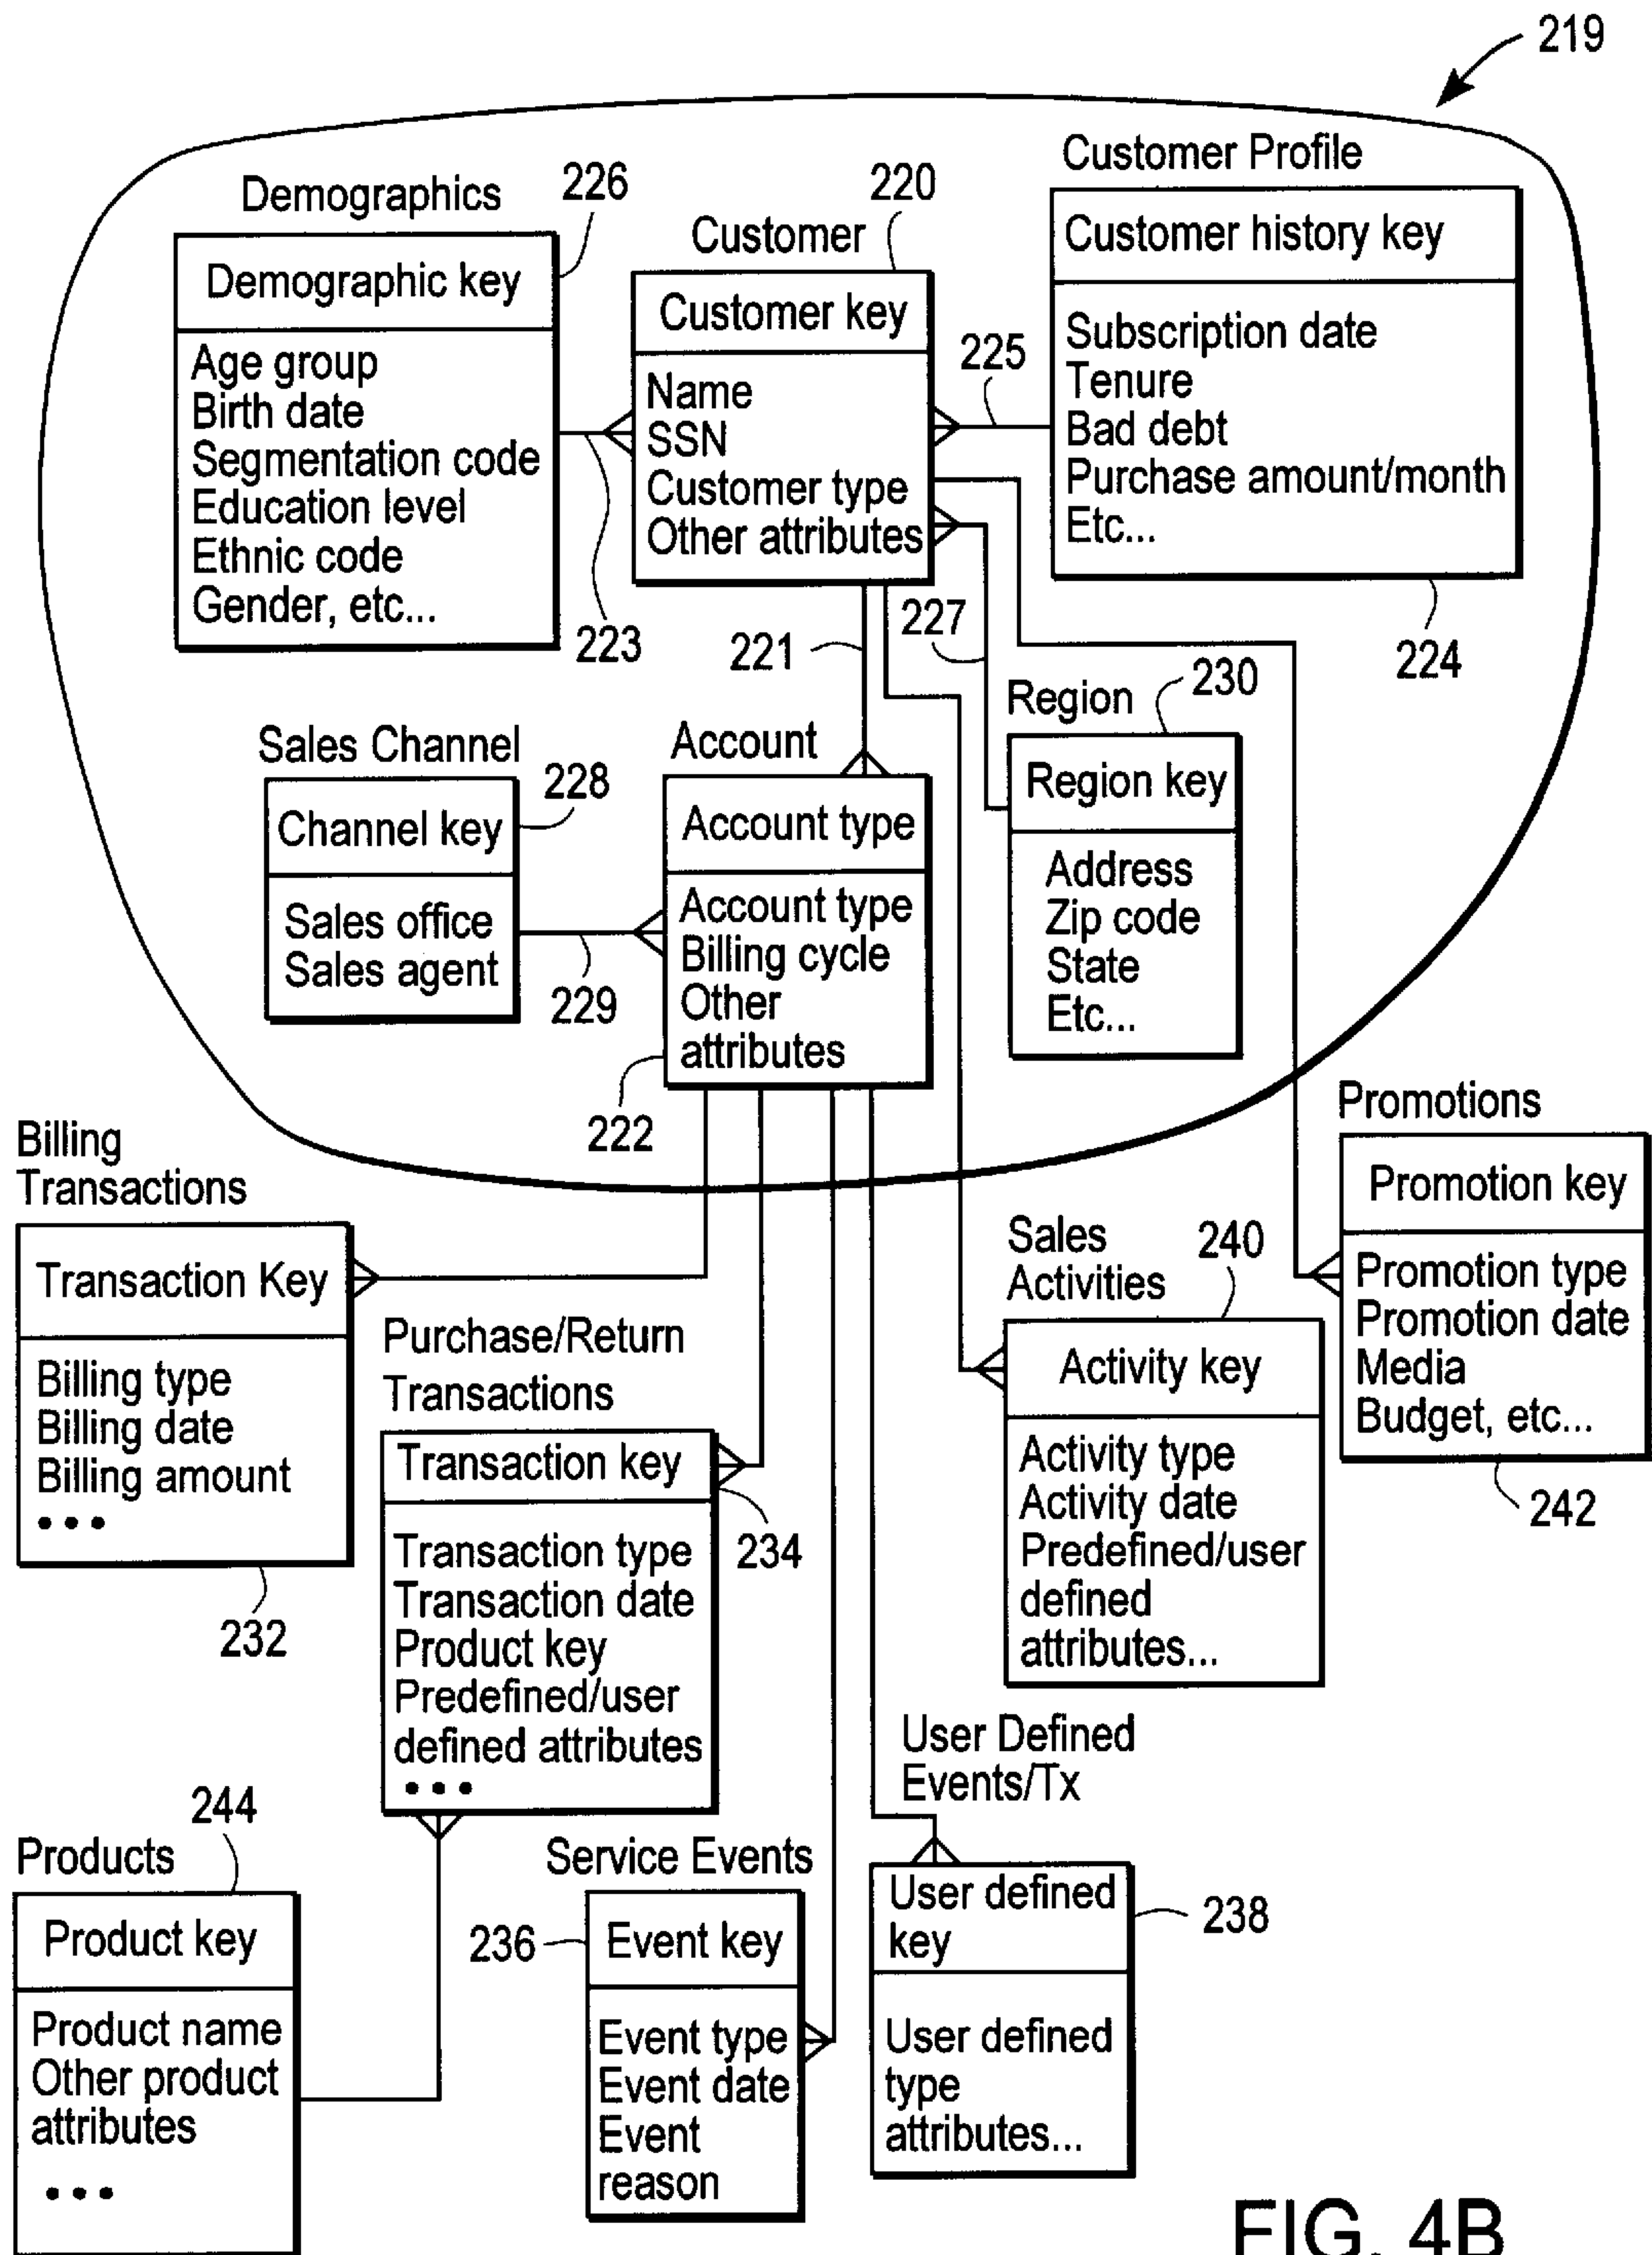 219
Demographics
226
Demographic key
Age group
Birth date
Segmentation code
Education level
Ethnic code
Gender, etc...
223
Customer
220
Customer key
Name
SSN
Customer type
Other attributes
225
Customer Profile
Customer history key
Subscription date
Tenure
Bad debt
Purchase amount/month
Etc...
224
221
227
Sales Channel
228
Channel key
Sales office
Sales agent
229
Account
Account type
Account type
Billing cycle
Other
attributes
222
Region
230
Region key
Address
Zip code
State
Etc...
Billing
Transactions
Transaction Key
Billing type
Billing date
Billing amount
• • •
232
Purchase/Return
Transactions
Transaction key
234
Transaction type
Transaction date
Product key
Predefined/user
defined attributes
• • •
Sales
Activities
240
Activity key
Activity type
Activity date
Predefined/user
defined
attributes...
Promotions
Promotion key
Promotion type
Promotion date
Media
Budget, etc...
242
Products
244
Product key
Product name
Other product
attributes
• • •
Service Events
236
Event key
Event type
Event date
Event
reason
User Defined
Events/Tx
User defined
key
238
User defined
type
attributes...
FIG. 4B